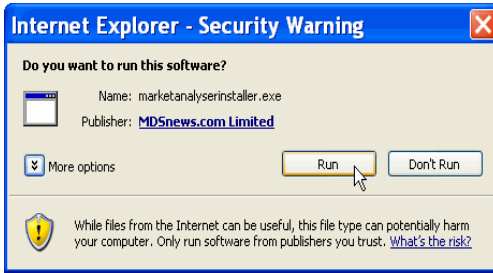 Internet Explorer - Security Warning
Do you want to run this software?
Name: marketanalyserinstaller.exe
Publisher: MDSnews.com Limited
More options
Run
Don't Run
While files from the Internet can be useful, this file type can potentially harm
your computer. Only run software from publishers you trust. What's the risk?